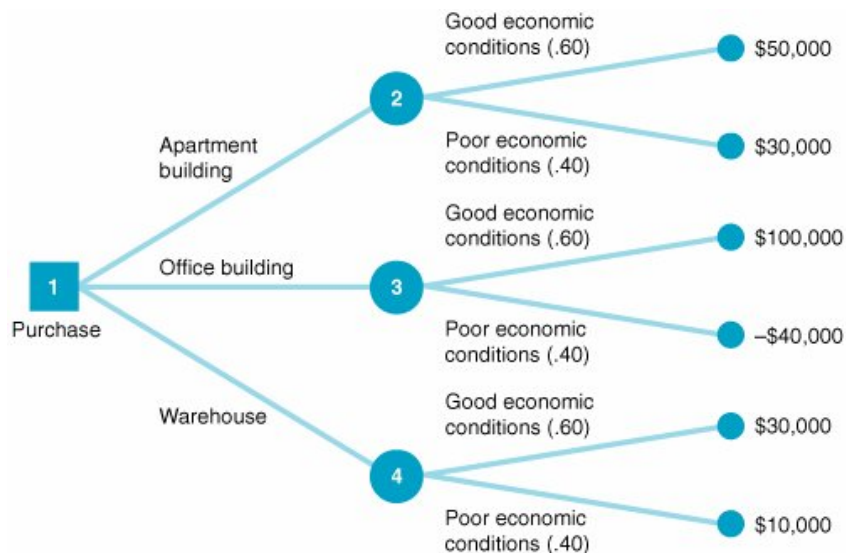 Good economic
conditions (.60)
$50,000
2
Apartment
building
Poor economic
conditions (.40)
$30,000
Good economic
conditions (.60)
$100,000
Office building
1
3
Purchase
Poor economic
conditions (.40)
–$40,000
Good economic
conditions (.60)
$30,000
Warehouse
4
Poor economic
conditions (.40)
$10,000